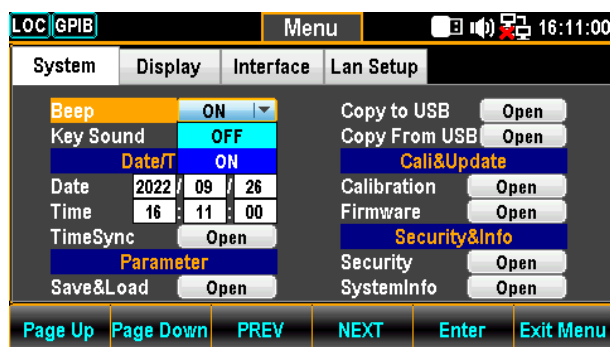 LOC GPIB Menu 16:11:00
System Display Interface Lan Setup
Beep ON
OFF
ON
Key Sound
Date/T
Date 2022 / 09 / 26
Time 16 : 11 : 00
TimeSync Open
Parameter
Save&Load Open
Copy to USB Open
Copy From USB Open
Cali&Update
Calibration Open
Firmware Open
Security&Info
Security Open
SystemInfo Open
Page Up Page Down PREV NEXT Enter Exit Menu